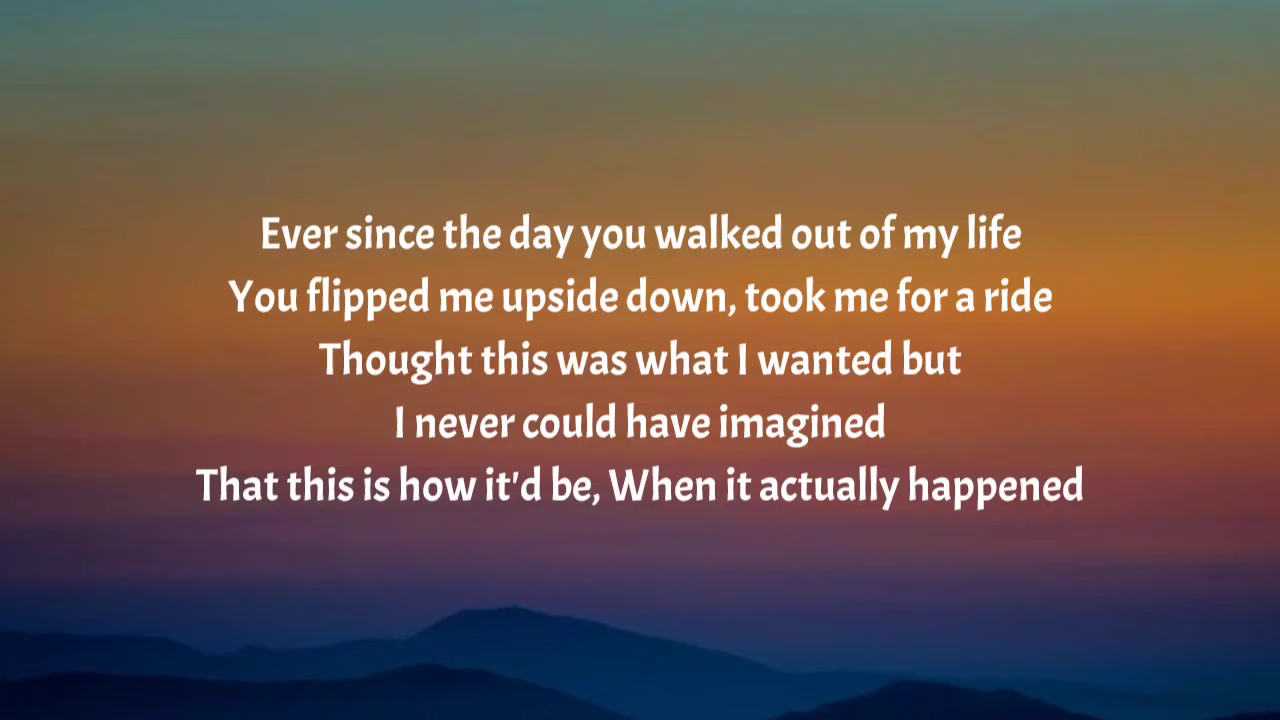 Ever since the day you walked out of my life
You flipped me upside down, took me for a ride
Thought this was what I wanted but
I never could have imagined
That this is how it'd be, When it actually happened